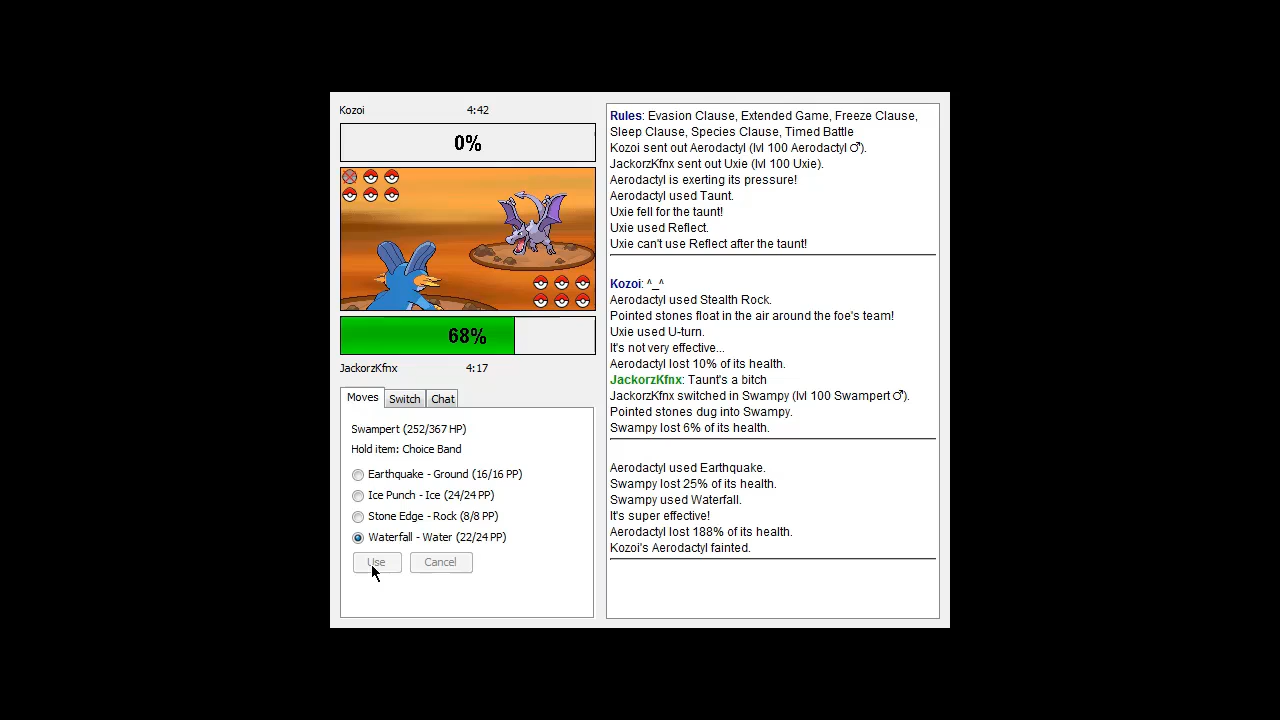 Kozoi 4:42
0%
68%
JackorzKfnx 4:17
Moves Switch Chat
Swampert (252/367 HP)
Hold item: Choice Band
Earthquake - Ground (16/16 PP)
Ice Punch - Ice (24/24 PP)
Stone Edge - Rock (8/8 PP)
Waterfall - Water (22/24 PP)
Use Cancel
Rules: Evasion Clause, Extended Game, Freeze Clause,
Sleep Clause, Species Clause, Timed Battle
Kozoi sent out Aerodactyl (lvl 100 Aerodactyl ♂).
JackorzKfnx sent out Uxie (lvl 100 Uxie).
Aerodactyl is exerting its pressure!
Aerodactyl used Taunt.
Uxie fell for the taunt!
Uxie used Reflect.
Uxie can't use Reflect after the taunt!
Kozoi: ^_^
Aerodactyl used Stealth Rock.
Pointed stones float in the air around the foe's team!
Uxie used U-turn.
It's not very effective...
Aerodactyl lost 10% of its health.
JackorzKfnx: Taunt's a bitch
JackorzKfnx switched in Swampy (lvl 100 Swampert ♂).
Pointed stones dug into Swampy.
Swampy lost 6% of its health.
Aerodactyl used Earthquake.
Swampy lost 25% of its health.
Swampy used Waterfall.
It's super effective!
Aerodactyl lost 188% of its health.
Kozoi's Aerodactyl fainted.